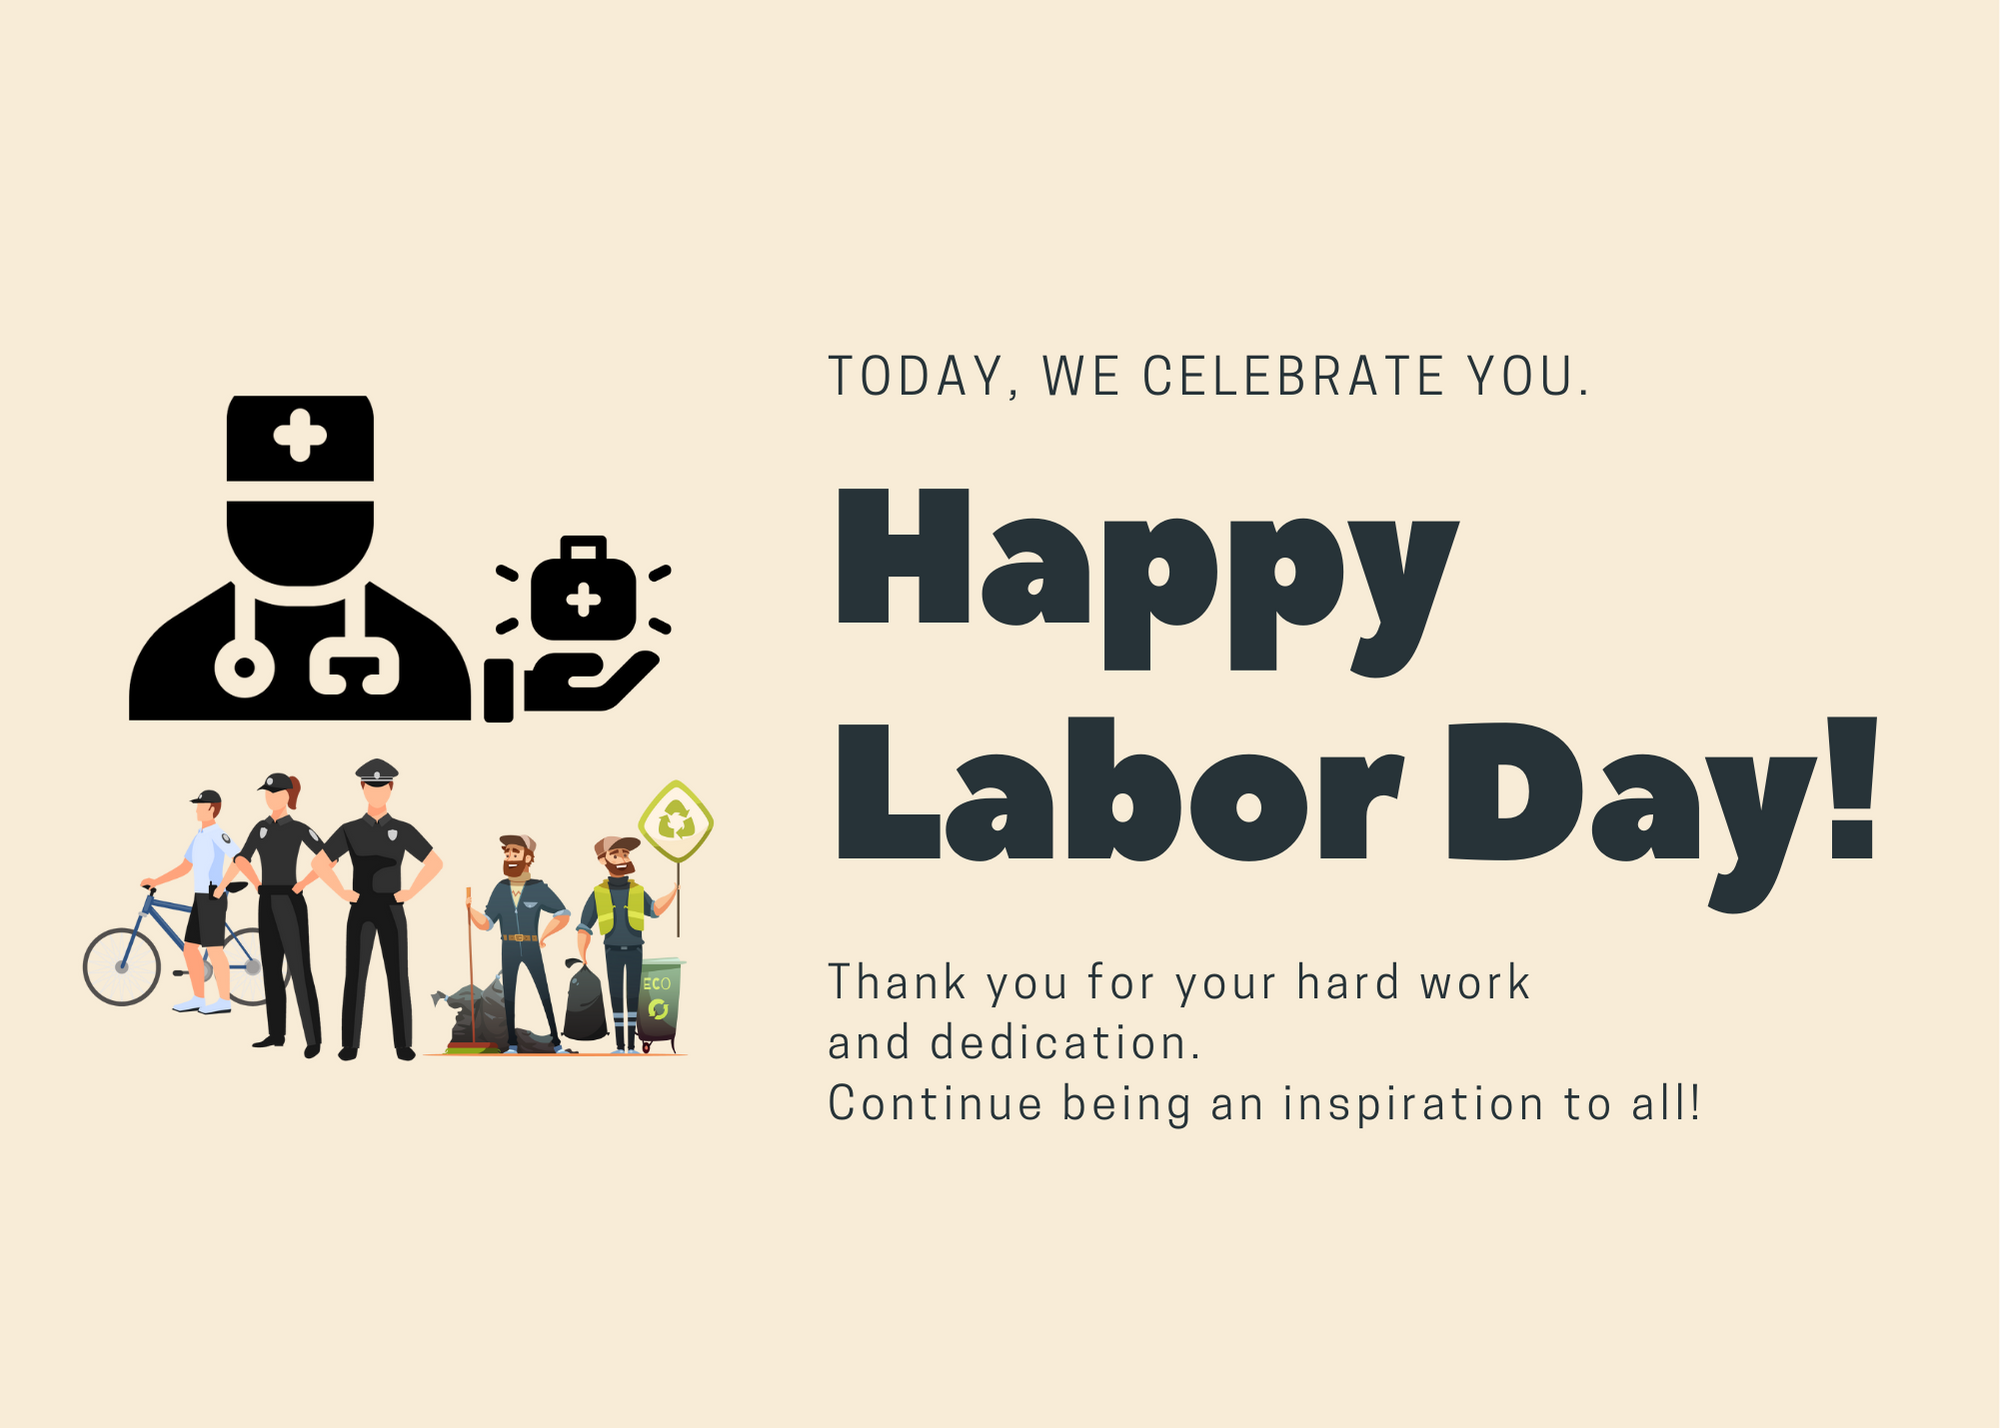 TODAY, WE CELEBRATE YOU.
Happy
Labor Day!
Thank you for your hard work
and dedication.
Continue being an inspiration to all!
ECO